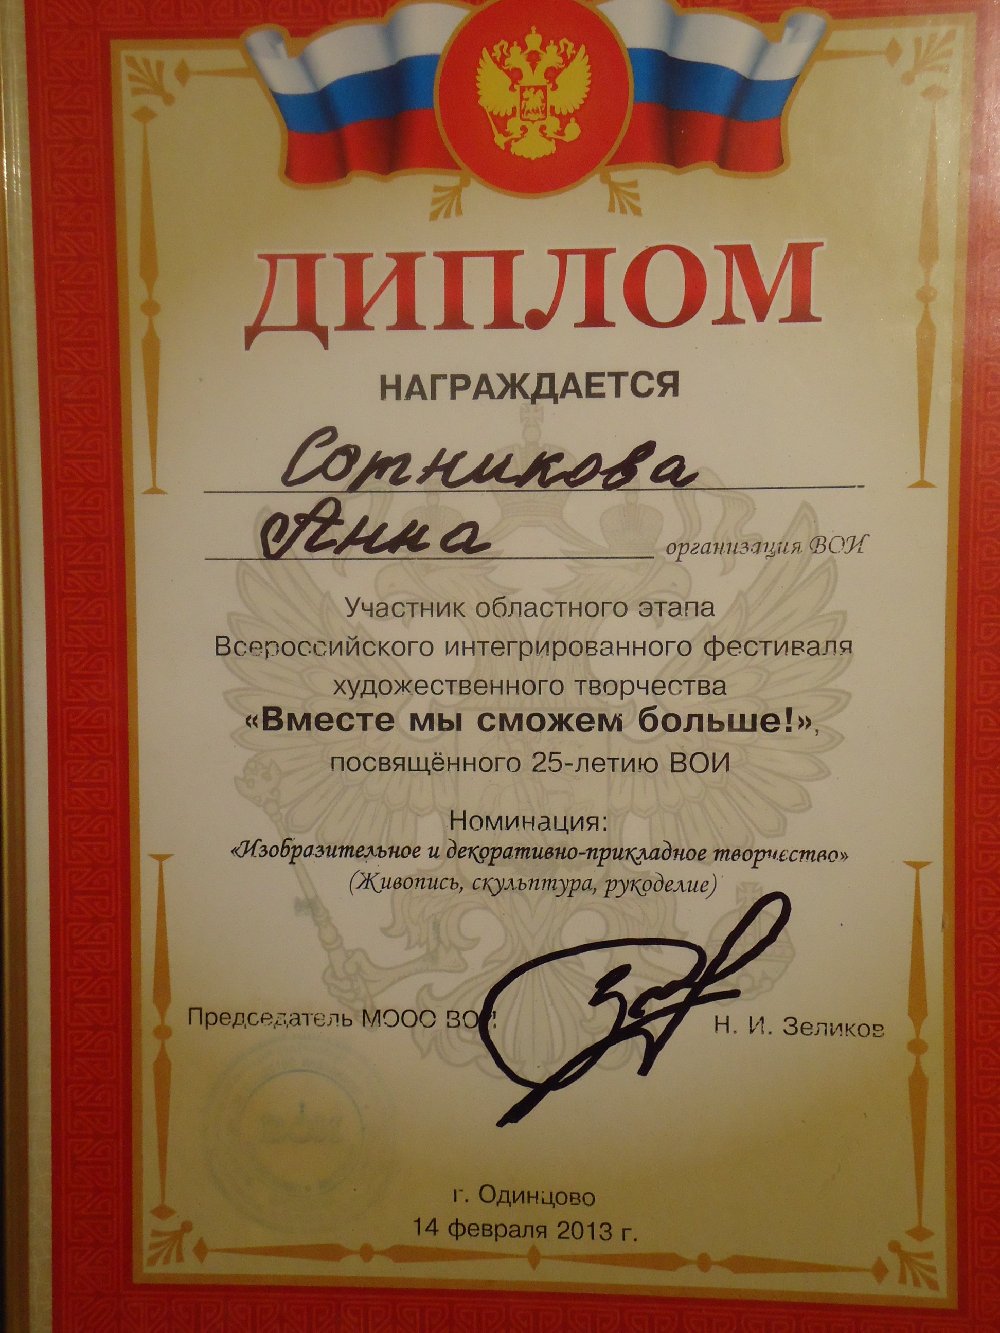 ДИПЛОМ
НАГРАЖДАЕТСЯ
Сотникова
Анна организация ВОИ
Участник областного этапа
Всероссийского интегрированного фестиваля
художественного творчества
«Вместе мы сможем больше!»,
посвящённого 25-летию ВОИ
Номинация:
«Изобразительное и декоративно-прикладное творчество»
(Живопись, скульптура, рукоделие)
Председатель МООО ВОИ Н. И. Зеликов
г. Одинцово
14 февраля 2013 г.